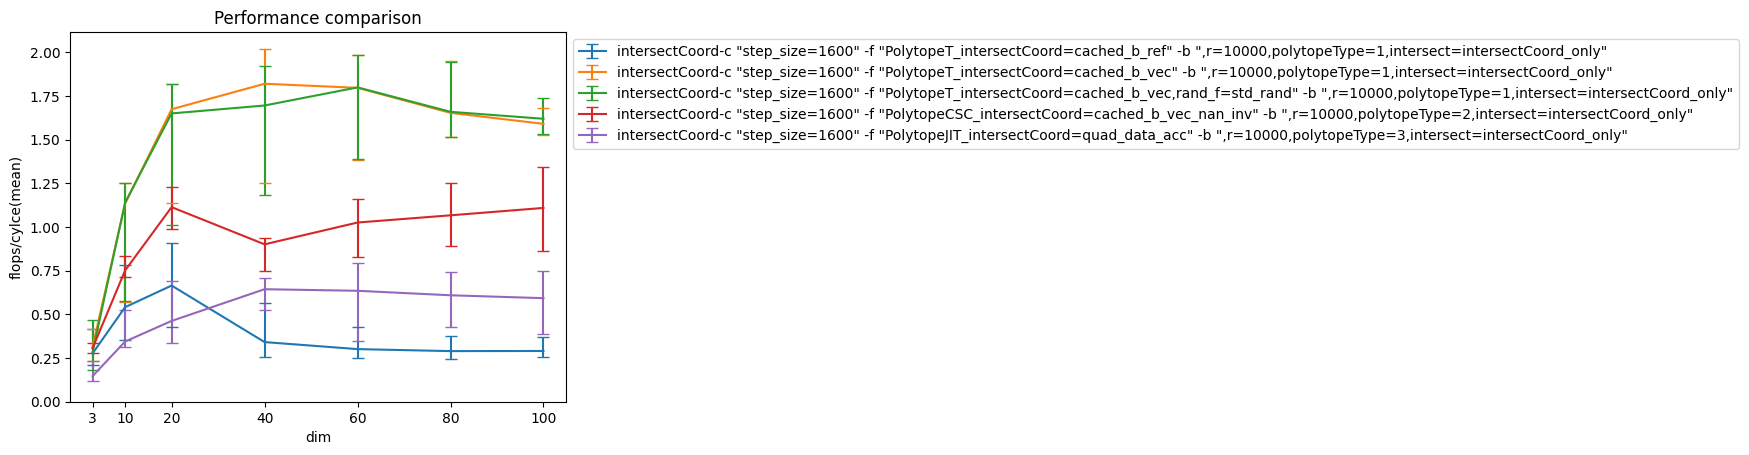 Performance comparison
flops/cylce(mean)
2.00
1.75
1.50
1.25
1.00
0.75
0.50
0.25
0.00
3 10 20 40 60 80 100
dim
intersectCoord-c "step_size=1600" -f "PolytopeT_intersectCoord=cached_b_ref" -b ",r=10000,polytopeType=1,intersect=intersectCoord_only"
intersectCoord-c "step_size=1600" -f "PolytopeT_intersectCoord=cached_b_vec" -b ",r=10000,polytopeType=1,intersect=intersectCoord_only"
intersectCoord-c "step_size=1600" -f "PolytopeT_intersectCoord=cached_b_vec,rand_f=std_rand" -b ",r=10000,polytopeType=1,intersect=intersectCoord_only"
intersectCoord-c "step_size=1600" -f "PolytopeCSC_intersectCoord=cached_b_vec_nan_inv" -b ",r=10000,polytopeType=2,intersect=intersectCoord_only"
intersectCoord-c "step_size=1600" -f "PolytopeJIT_intersectCoord=quad_data_acc" -b ",r=10000,polytopeType=3,intersect=intersectCoord_only"